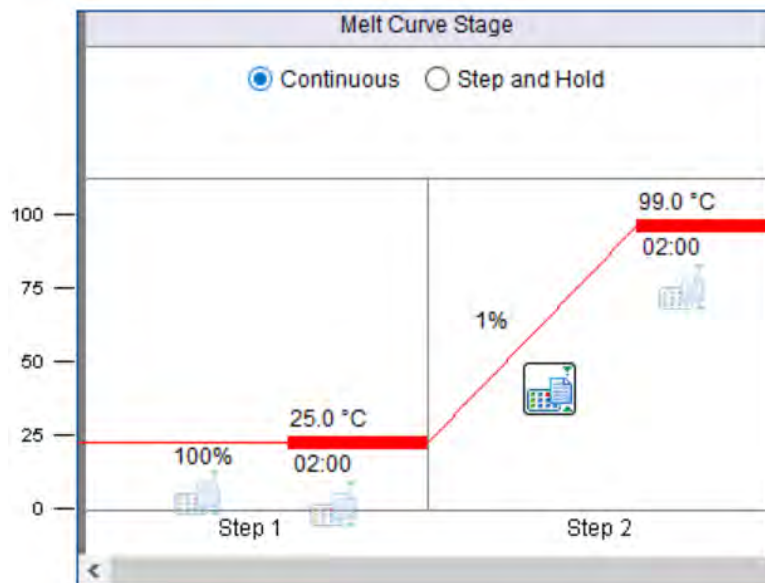 Melt Curve Stage
Continuous
Step and Hold
100
75
50
25
0
100%
25.0 °C
02:00
Step 1
1%
99.0 °C
02:00
Step 2